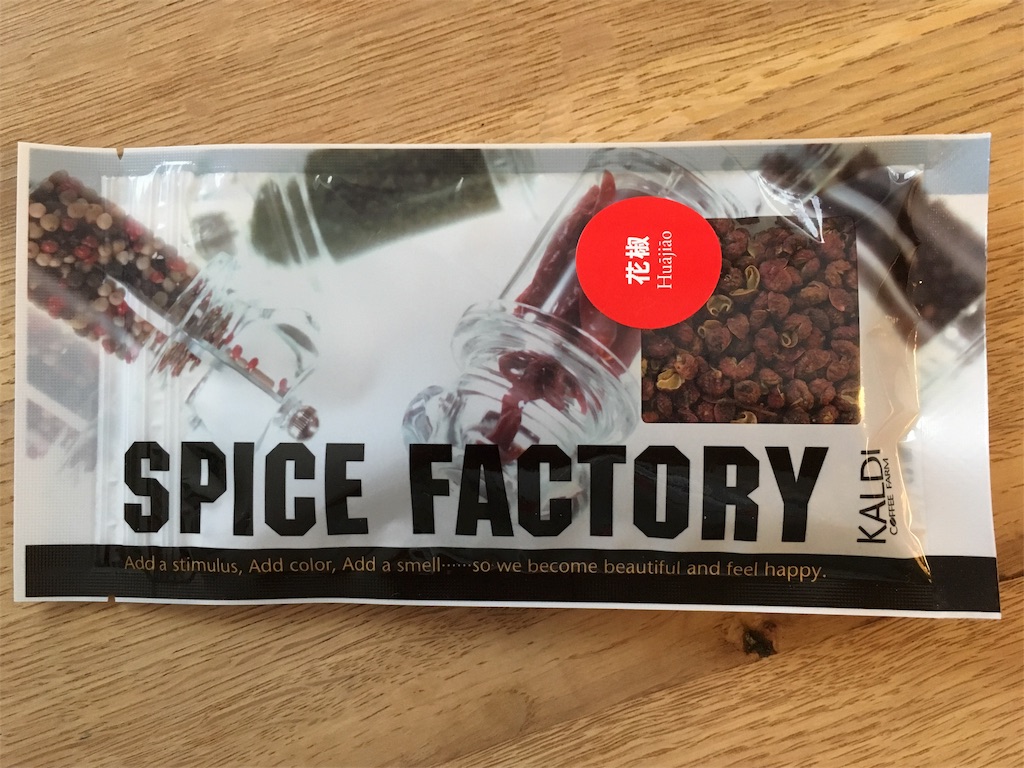 花椒
Huājiāo
SPICE FACTORY
KALDI
COFFEE FARM
Add a stimulus, Add color, Add a smell······so we become beautiful and feel happy.